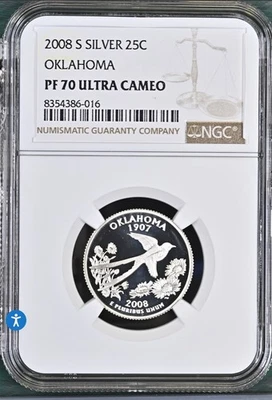 2008 S SILVER 25C
OKLAHOMA
PF 70 ULTRA CAMEO
8354386-016
NUMISMATIC GUARANTY COMPANY
NGC
OKLAHOMA
1907
2008
E PLURIBUS UNUM